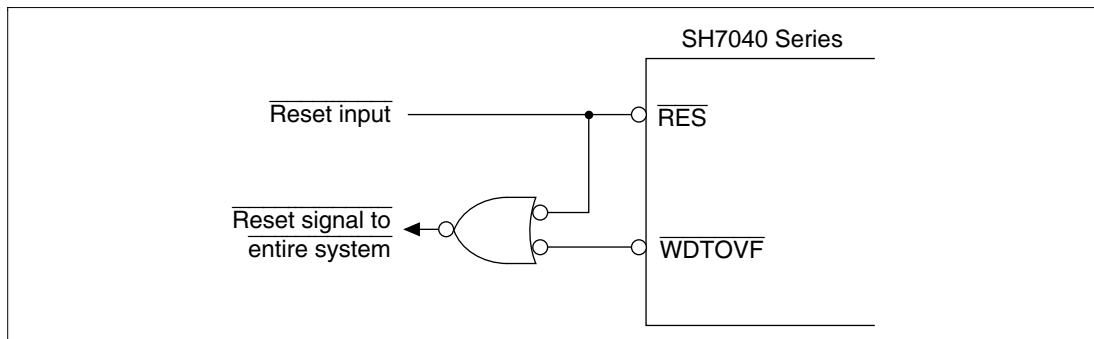 SH7040 Series
Reset input
RES
Reset signal to
entire system
WDTOVF